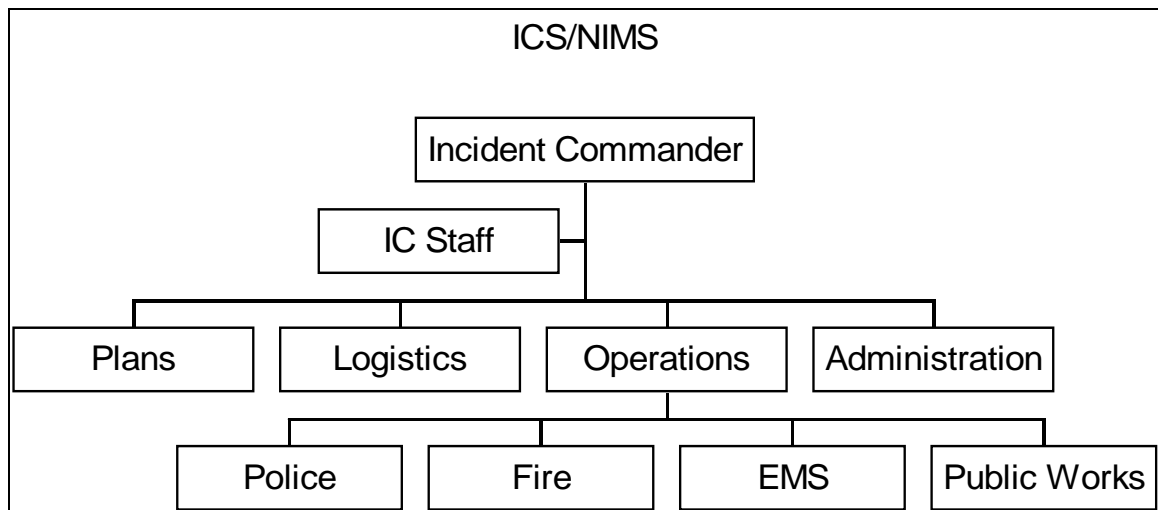 ICS/NIMS
Incident Commander
IC Staff
Plans
Logistics
Operations
Administration
Police
Fire
EMS
Public Works